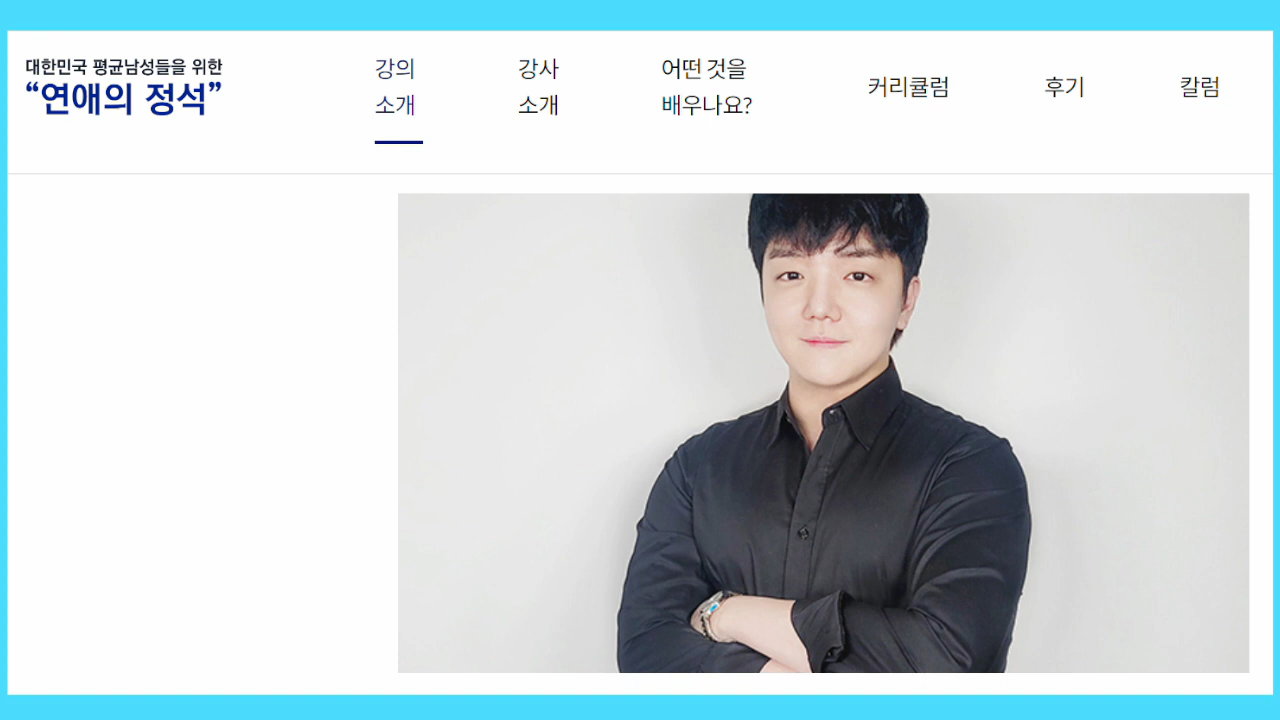 대한민국 평균남성들을 위한
“연애의 정석”
강의
소개
강사
소개
어떤 것을
배우나요?
커리큘럼
후기
칼럼